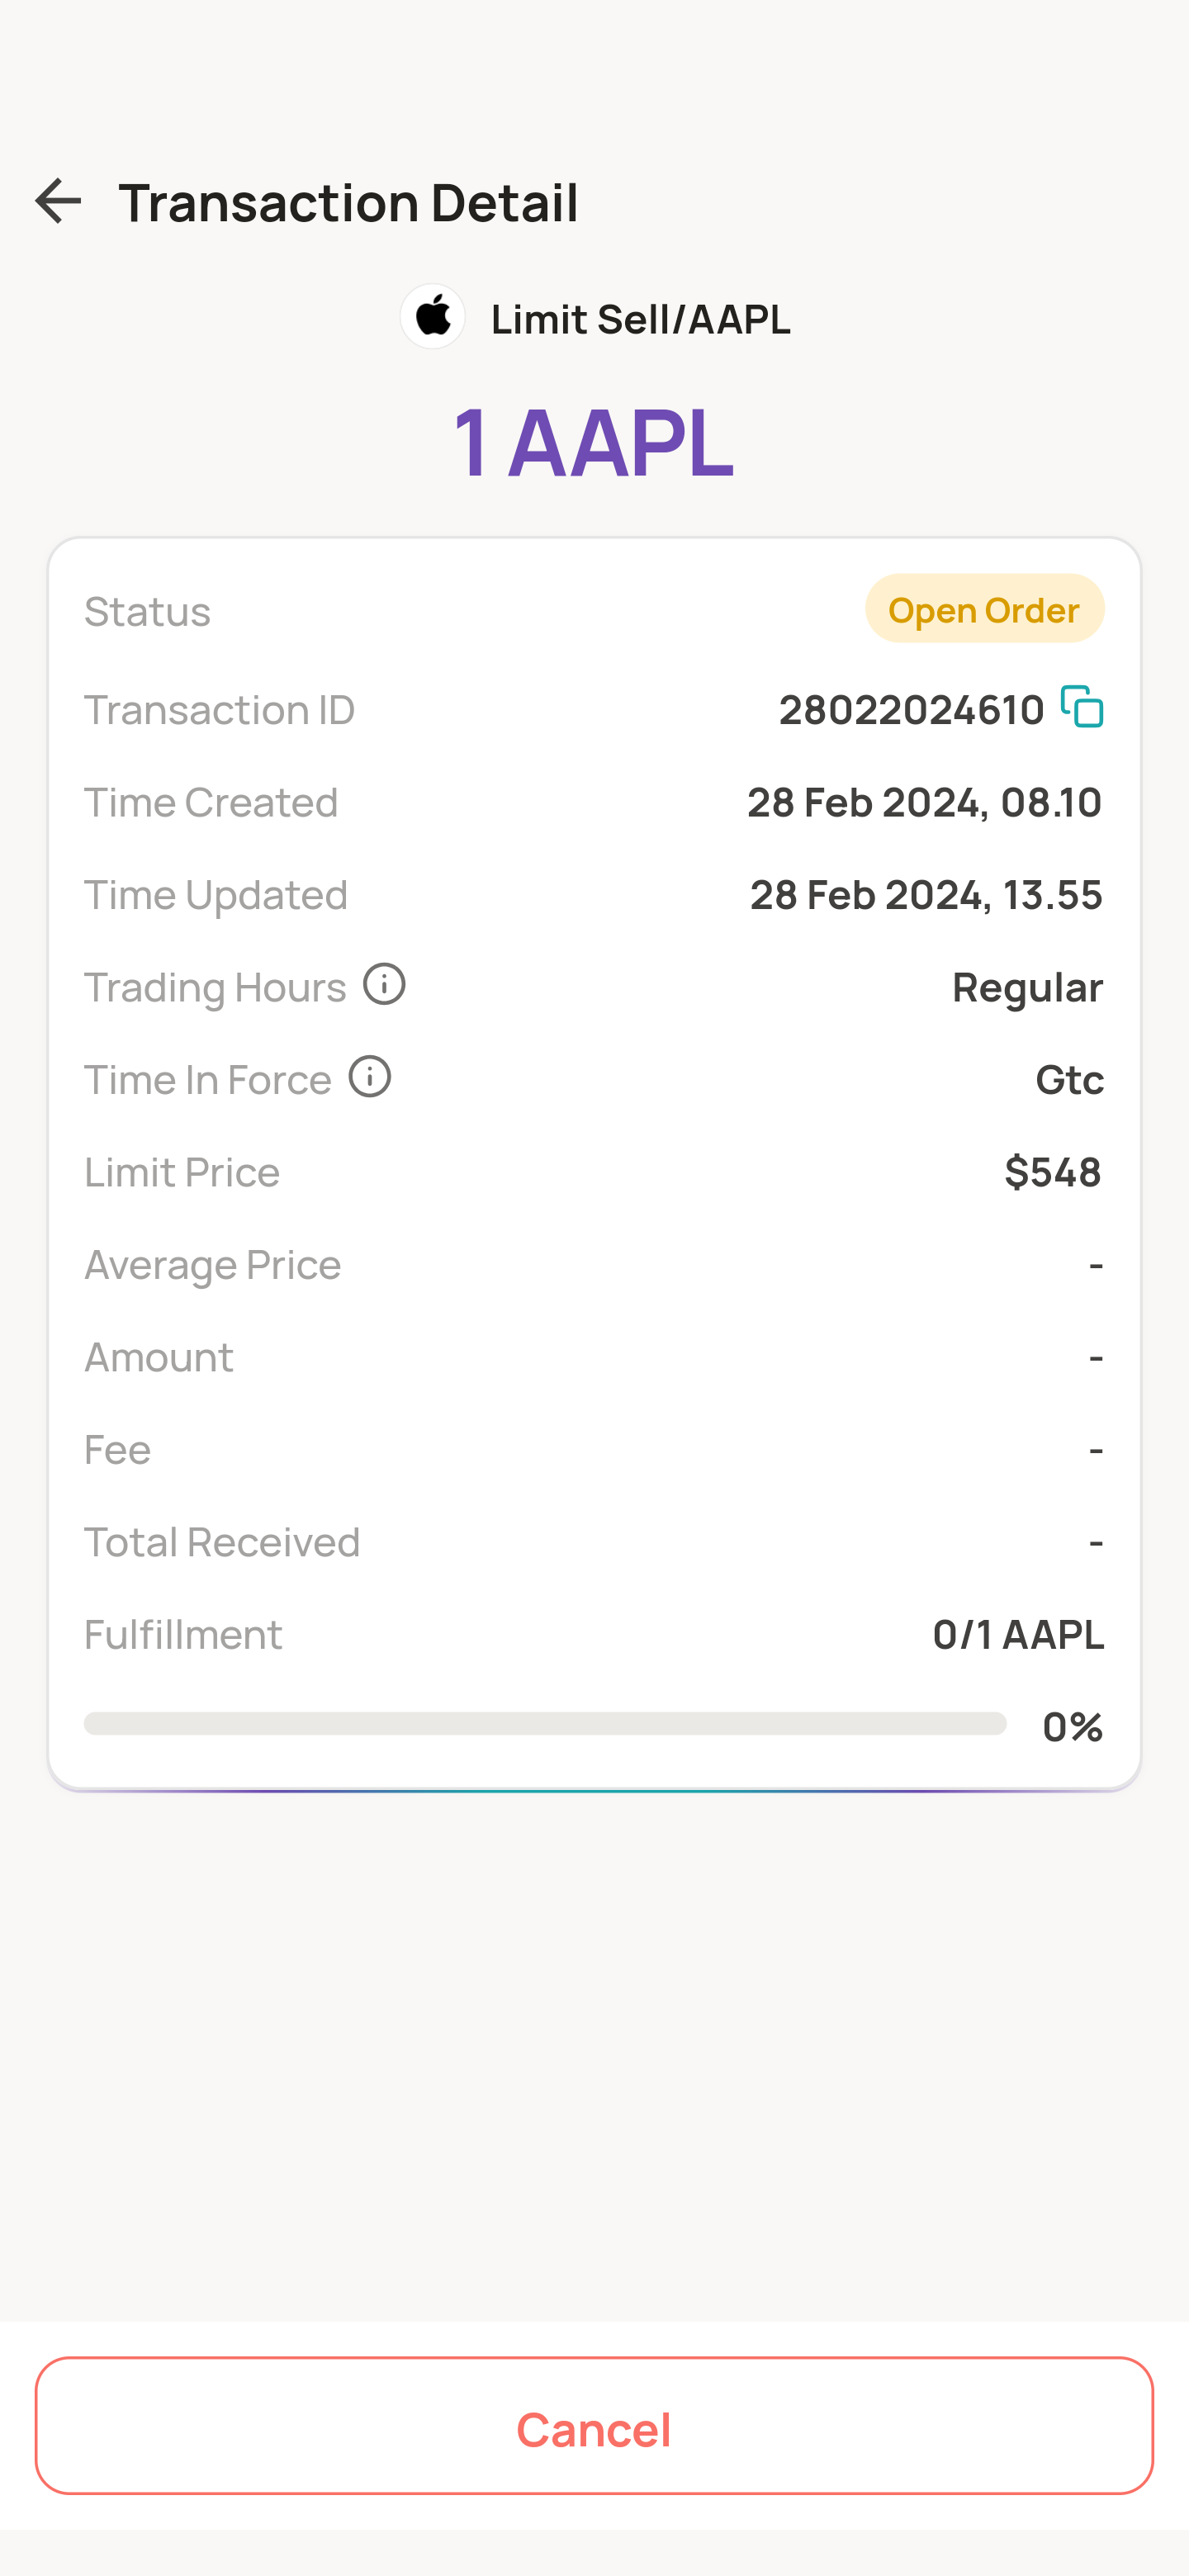 Transaction Detail
Limit Sell/AAPL
1 AAPL
Status Open Order
Transaction ID 28022024610
Time Created 28 Feb 2024, 08.10
Time Updated 28 Feb 2024, 13.55
Trading Hours Regular
Time In Force Gtc
Limit Price $548
Average Price -
Amount -
Fee -
Total Received -
Fulfillment 0/1 AAPL
0%
Cancel